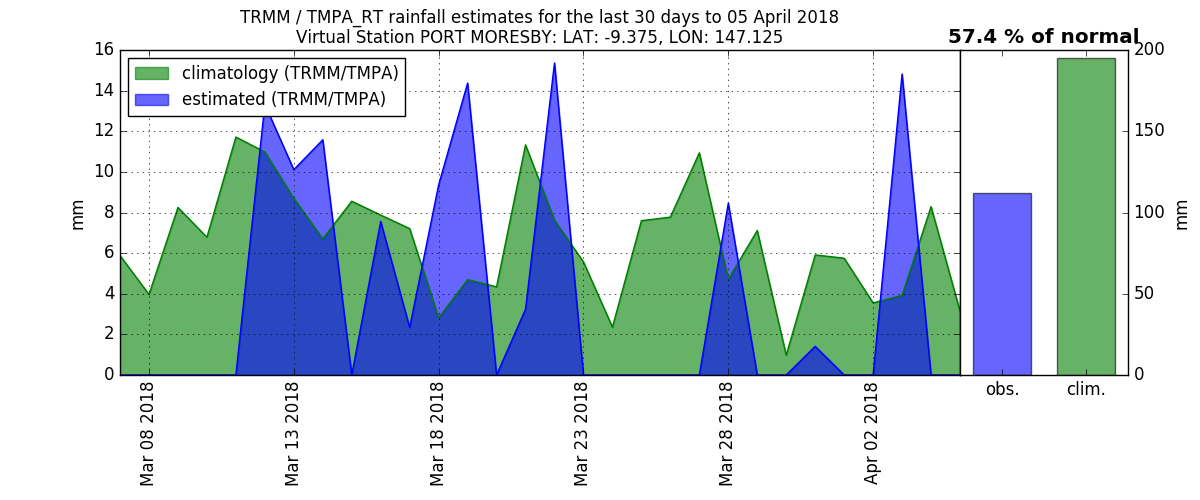 TRMM / TMPA_RT rainfall estimates for the last 30 days to 05 April 2018
Virtual Station PORT MORESBY: LAT: -9.375, LON: 147.125
57.4 % of normal
climatology (TRMM/TMPA)
estimated (TRMM/TMPA)
16
14
12
10
8
6
4
2
0
mm
Mar 08 2018
Mar 13 2018
Mar 18 2018
Mar 23 2018
Mar 28 2018
Apr 02 2018
200
150
100
50
0
mm
obs.
clim.